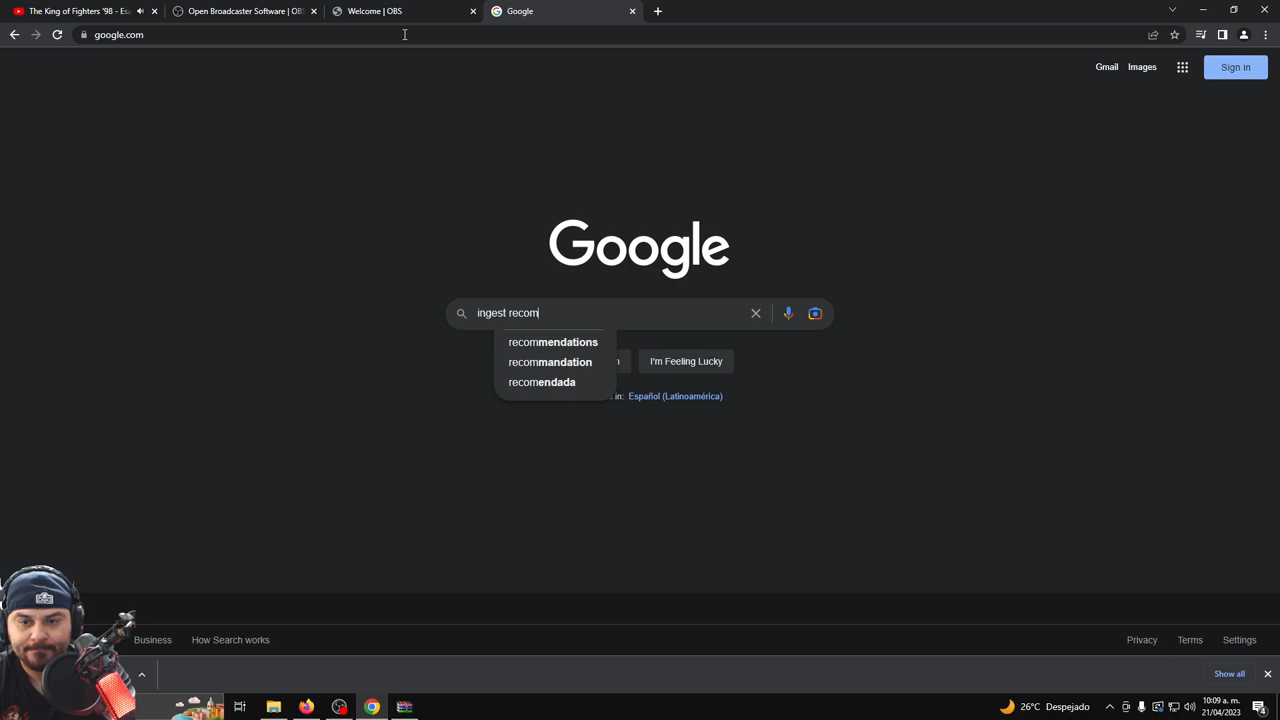 The King of Fighters '98 - Esa
Open Broadcaster Software | OBS
Welcome | OBS
Google
google.com
Gmail
Images
Sign in
Google
ingest recom
recommendations
recommandation
recomendada
I'm Feeling Lucky
in: Español (Latinoamérica)
Business
How Search works
Privacy
Terms
Settings
Show all
26°C Despejado
10:09 a. m.
21/04/2023